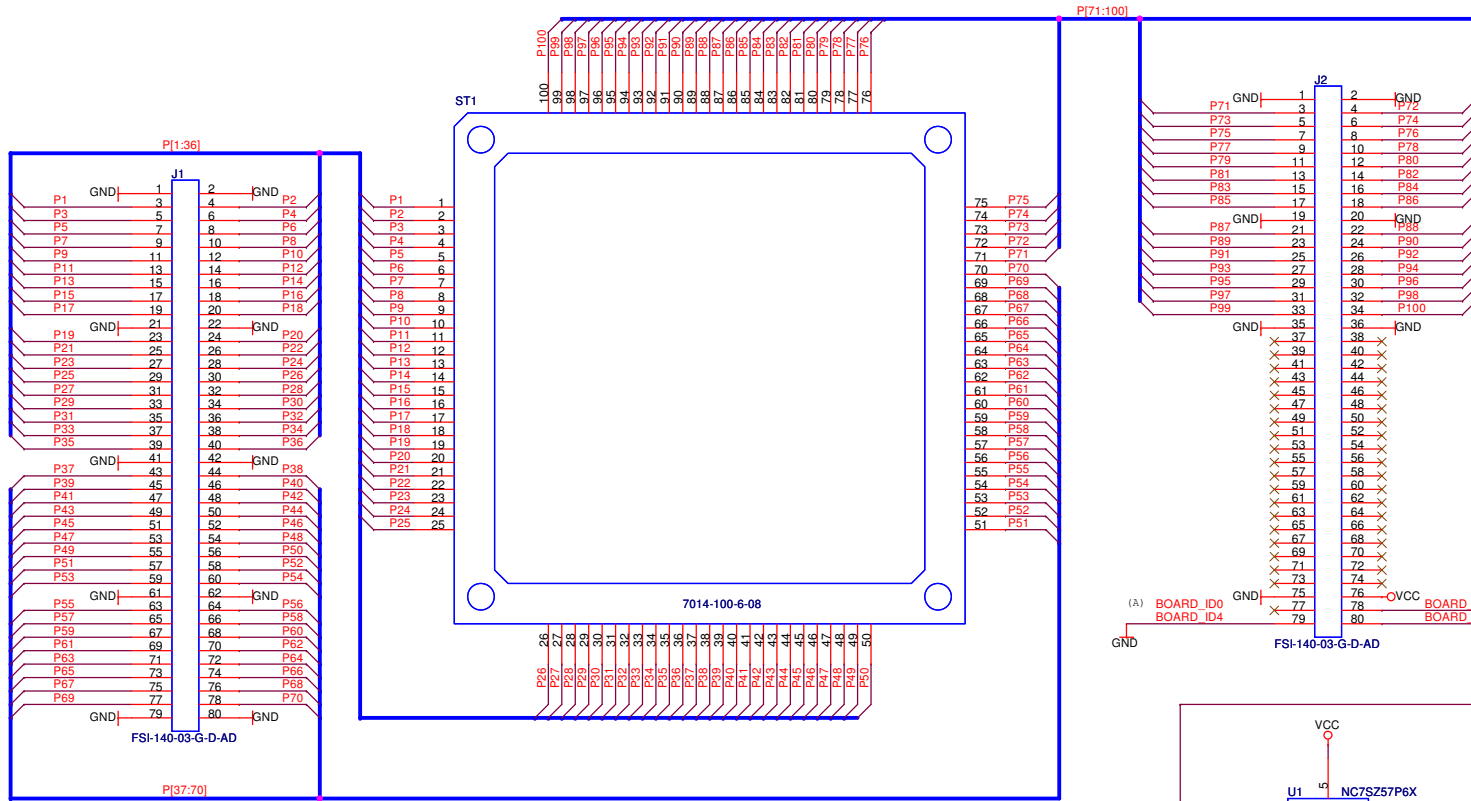 P[71:100]
P100 P99 P98 P97 P96 P95 P94 P93 P92 P91 P90 P89 P88 P87 P86 P85 P84 P83 P82 P81 P80 P79 P78 P77 P76
100 99 98 97 96 95 94 93 92 91 90 89 88 87 86 85 84 83 82 81 80 79 78 77 76
ST1
P1 1
P2 2
P3 3
P4 4
P5 5
P6 6
P7 7
P8 8
P9 9
P10 10
P11 11
P12 12
P13 13
P14 14
P15 15
P16 16
P17 17
P18 18
P19 19
P20 20
P21 21
P22 22
P23 23
P24 24
P25 25
75 P75
74 P74
73 P73
72 P72
71 P71
70 P70
69 P69
68 P68
67 P67
66 P66
65 P65
64 P64
63 P63
62 P62
61 P61
60 P60
59 P59
58 P58
57 P57
56 P56
55 P55
54 P54
53 P53
52 P52
51 P51
7014-100-6-08
26 27 28 29 30 31 32 33 34 35 36 37 38 39 40 41 42 43 44 45 46 47 48 49 50
P26 P27 P28 P29 P30 P31 P32 P33 P34 P35 P36 P37 P38 P39 P40 P41 P42 P43 P44 P45 P46 P47 P48 P49 P50
P[1:36]
J1
GND 1 2 GND
P1 3 4 P2
P3 5 6 P4
P5 7 8 P6
P7 9 10 P8
P9 11 12 P10
P11 13 14 P12
P13 15 16 P14
P15 17 18 P16
P17 19 20 P18
GND 21 22 GND
P19 23 24 P20
P21 25 26 P22
P23 27 28 P24
P25 29 30 P26
P27 31 32 P28
P29 33 34 P30
P31 35 36 P32
P33 37 38 P34
P35 39 40 P36
GND 41 42 GND
P37 43 44 P38
P39 45 46 P40
P41 47 48 P42
P43 49 50 P44
P45 51 52 P46
P47 53 54 P48
P49 55 56 P50
P51 57 58 P52
P53 59 60 P54
GND 61 62 GND
P55 63 64 P56
P57 65 66 P58
P59 67 68 P60
P61 69 70 P62
P63 71 72 P64
P65 73 74 P66
P67 75 76 P68
P69 77 78 P70
GND 79 80 GND
FSI-140-03-G-D-AD
P[37:70]
J2
GND 1 2 GND
P71 3 4 P72
P73 5 6 P74
P75 7 8 P76
P77 9 10 P78
P79 11 12 P80
P81 13 14 P82
P83 15 16 P84
P85 17 18 P86
GND 19 20 GND
P87 21 22 P88
P89 23 24 P90
P91 25 26 P92
P93 27 28 P94
P95 29 30 P96
P97 31 32 P98
P99 33 34 P100
GND 35 36 GND
37 38
39 40
41 42
43 44
45 46
47 48
49 50
51 52
53 54
55 56
57 58
59 60
61 62
63 64
65 66
67 68
69 70
71 72
73 74
GND 75 76 VCC
(A) BOARD_ID0 77 78 BOARD_
BOARD_ID4 79 80 BOARD_
GND
FSI-140-03-G-D-AD
VCC
5
U1 NC7SZ57P6X